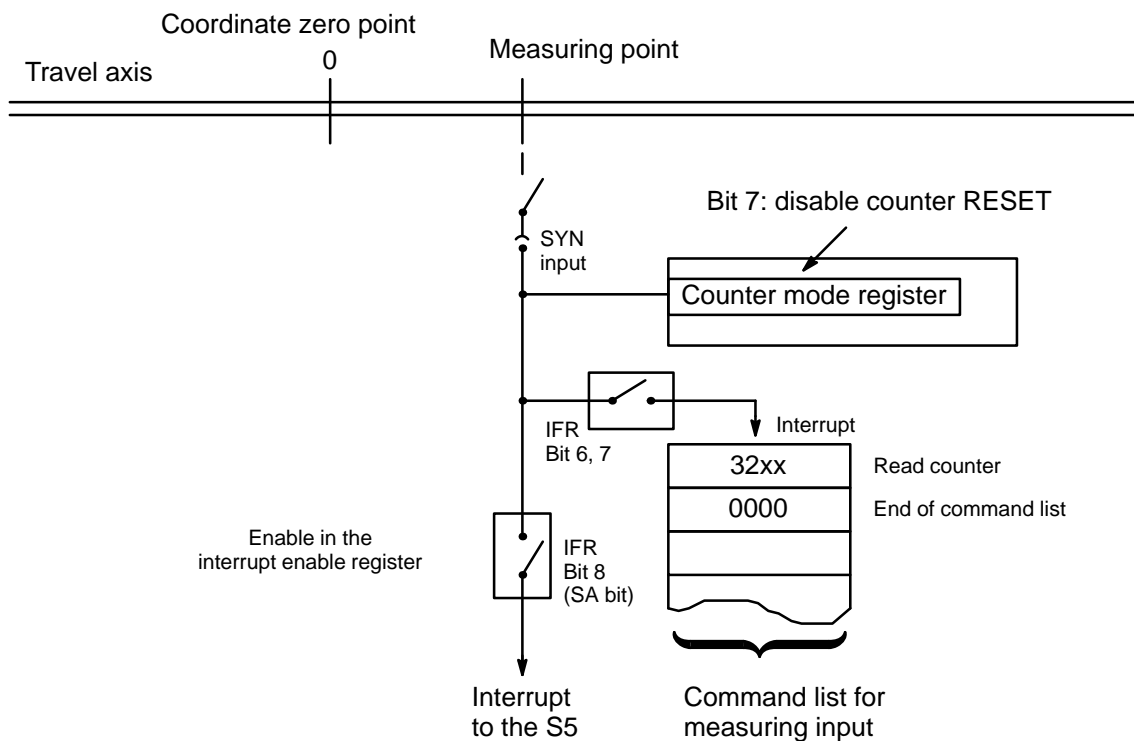 Coordinate zero point
Travel axis
0
Measuring point
Bit 7: disable counter RESET
SYN
input
Counter mode register
IFR
Bit 6, 7
Interrupt
32xx
Read counter
0000
End of command list
Enable in the
interrupt enable register
IFR
Bit 8
(SA bit)
Interrupt
to the S5
Command list for
measuring input